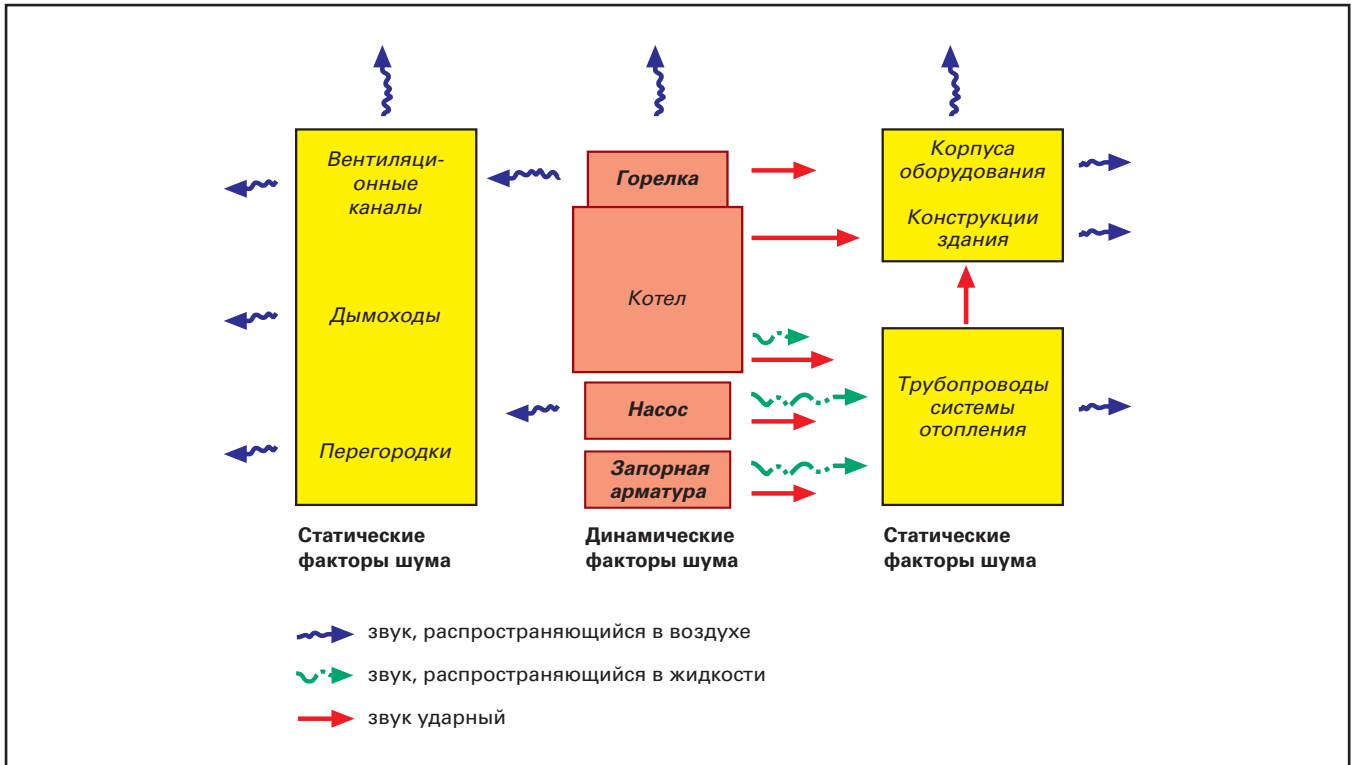 Вентиляци-
онные
каналы
Дымоходы
Перегородки
Статические
факторы шума
Горелка
Котел
Насос
Запорная
арматура
Динамические
факторы шума
Корпуса
оборудования
Конструкции
здания
Трубопроводы
системы
отопления
Статические
факторы шума
звук, распространяющийся в воздухе
звук, распространяющийся в жидкости
звук ударный